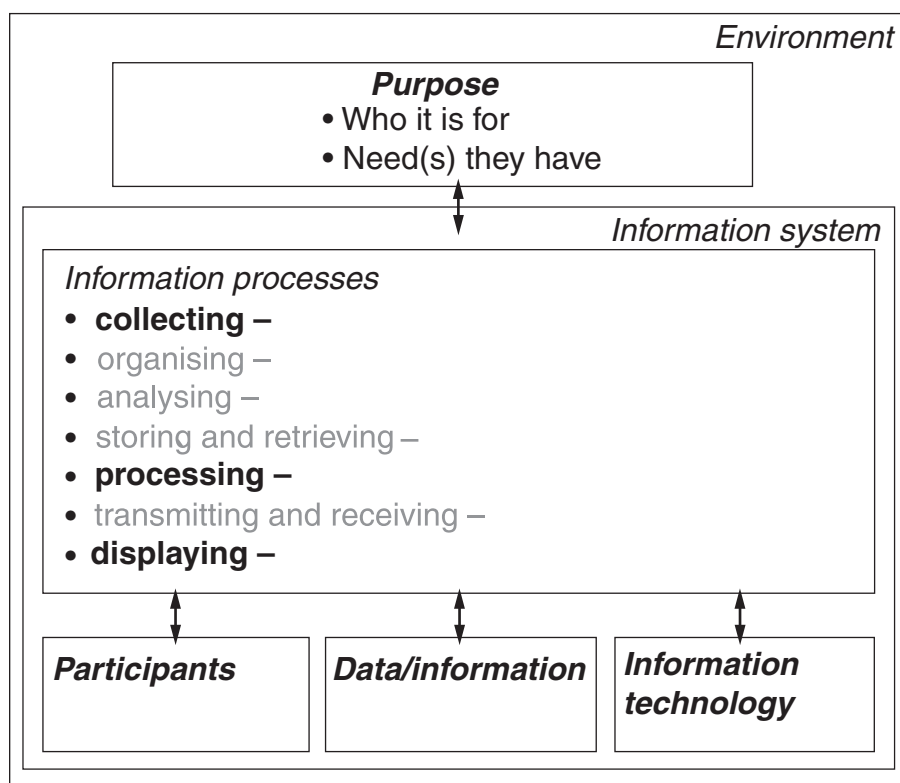 Environment
Purpose
• Who it is for
• Need(s) they have
Information system
Information processes
• collecting –
• organising –
• analysing –
• storing and retrieving –
• processing –
• transmitting and receiving –
• displaying –
Participants
Data/information
Information
technology